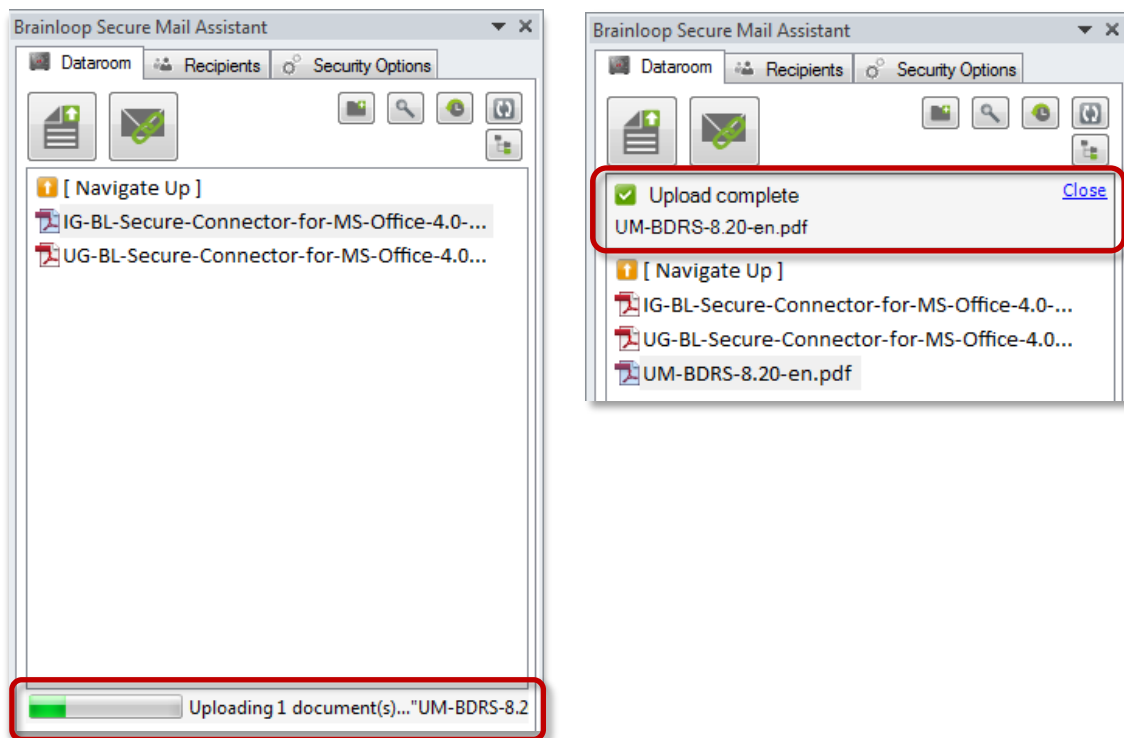 Brainloop Secure Mail Assistant
Dataroom Recipients Security Options
[ Navigate Up ]
IG-BL-Secure-Connector-for-MS-Office-4.0-...
UG-BL-Secure-Connector-for-MS-Office-4.0...
Uploading 1 document(s)..."UM-BDRS-8.2
Brainloop Secure Mail Assistant
Dataroom Recipients Security Options
Upload complete Close
UM-BDRS-8.20-en.pdf
[ Navigate Up ]
IG-BL-Secure-Connector-for-MS-Office-4.0-...
UG-BL-Secure-Connector-for-MS-Office-4.0...
UM-BDRS-8.20-en.pdf